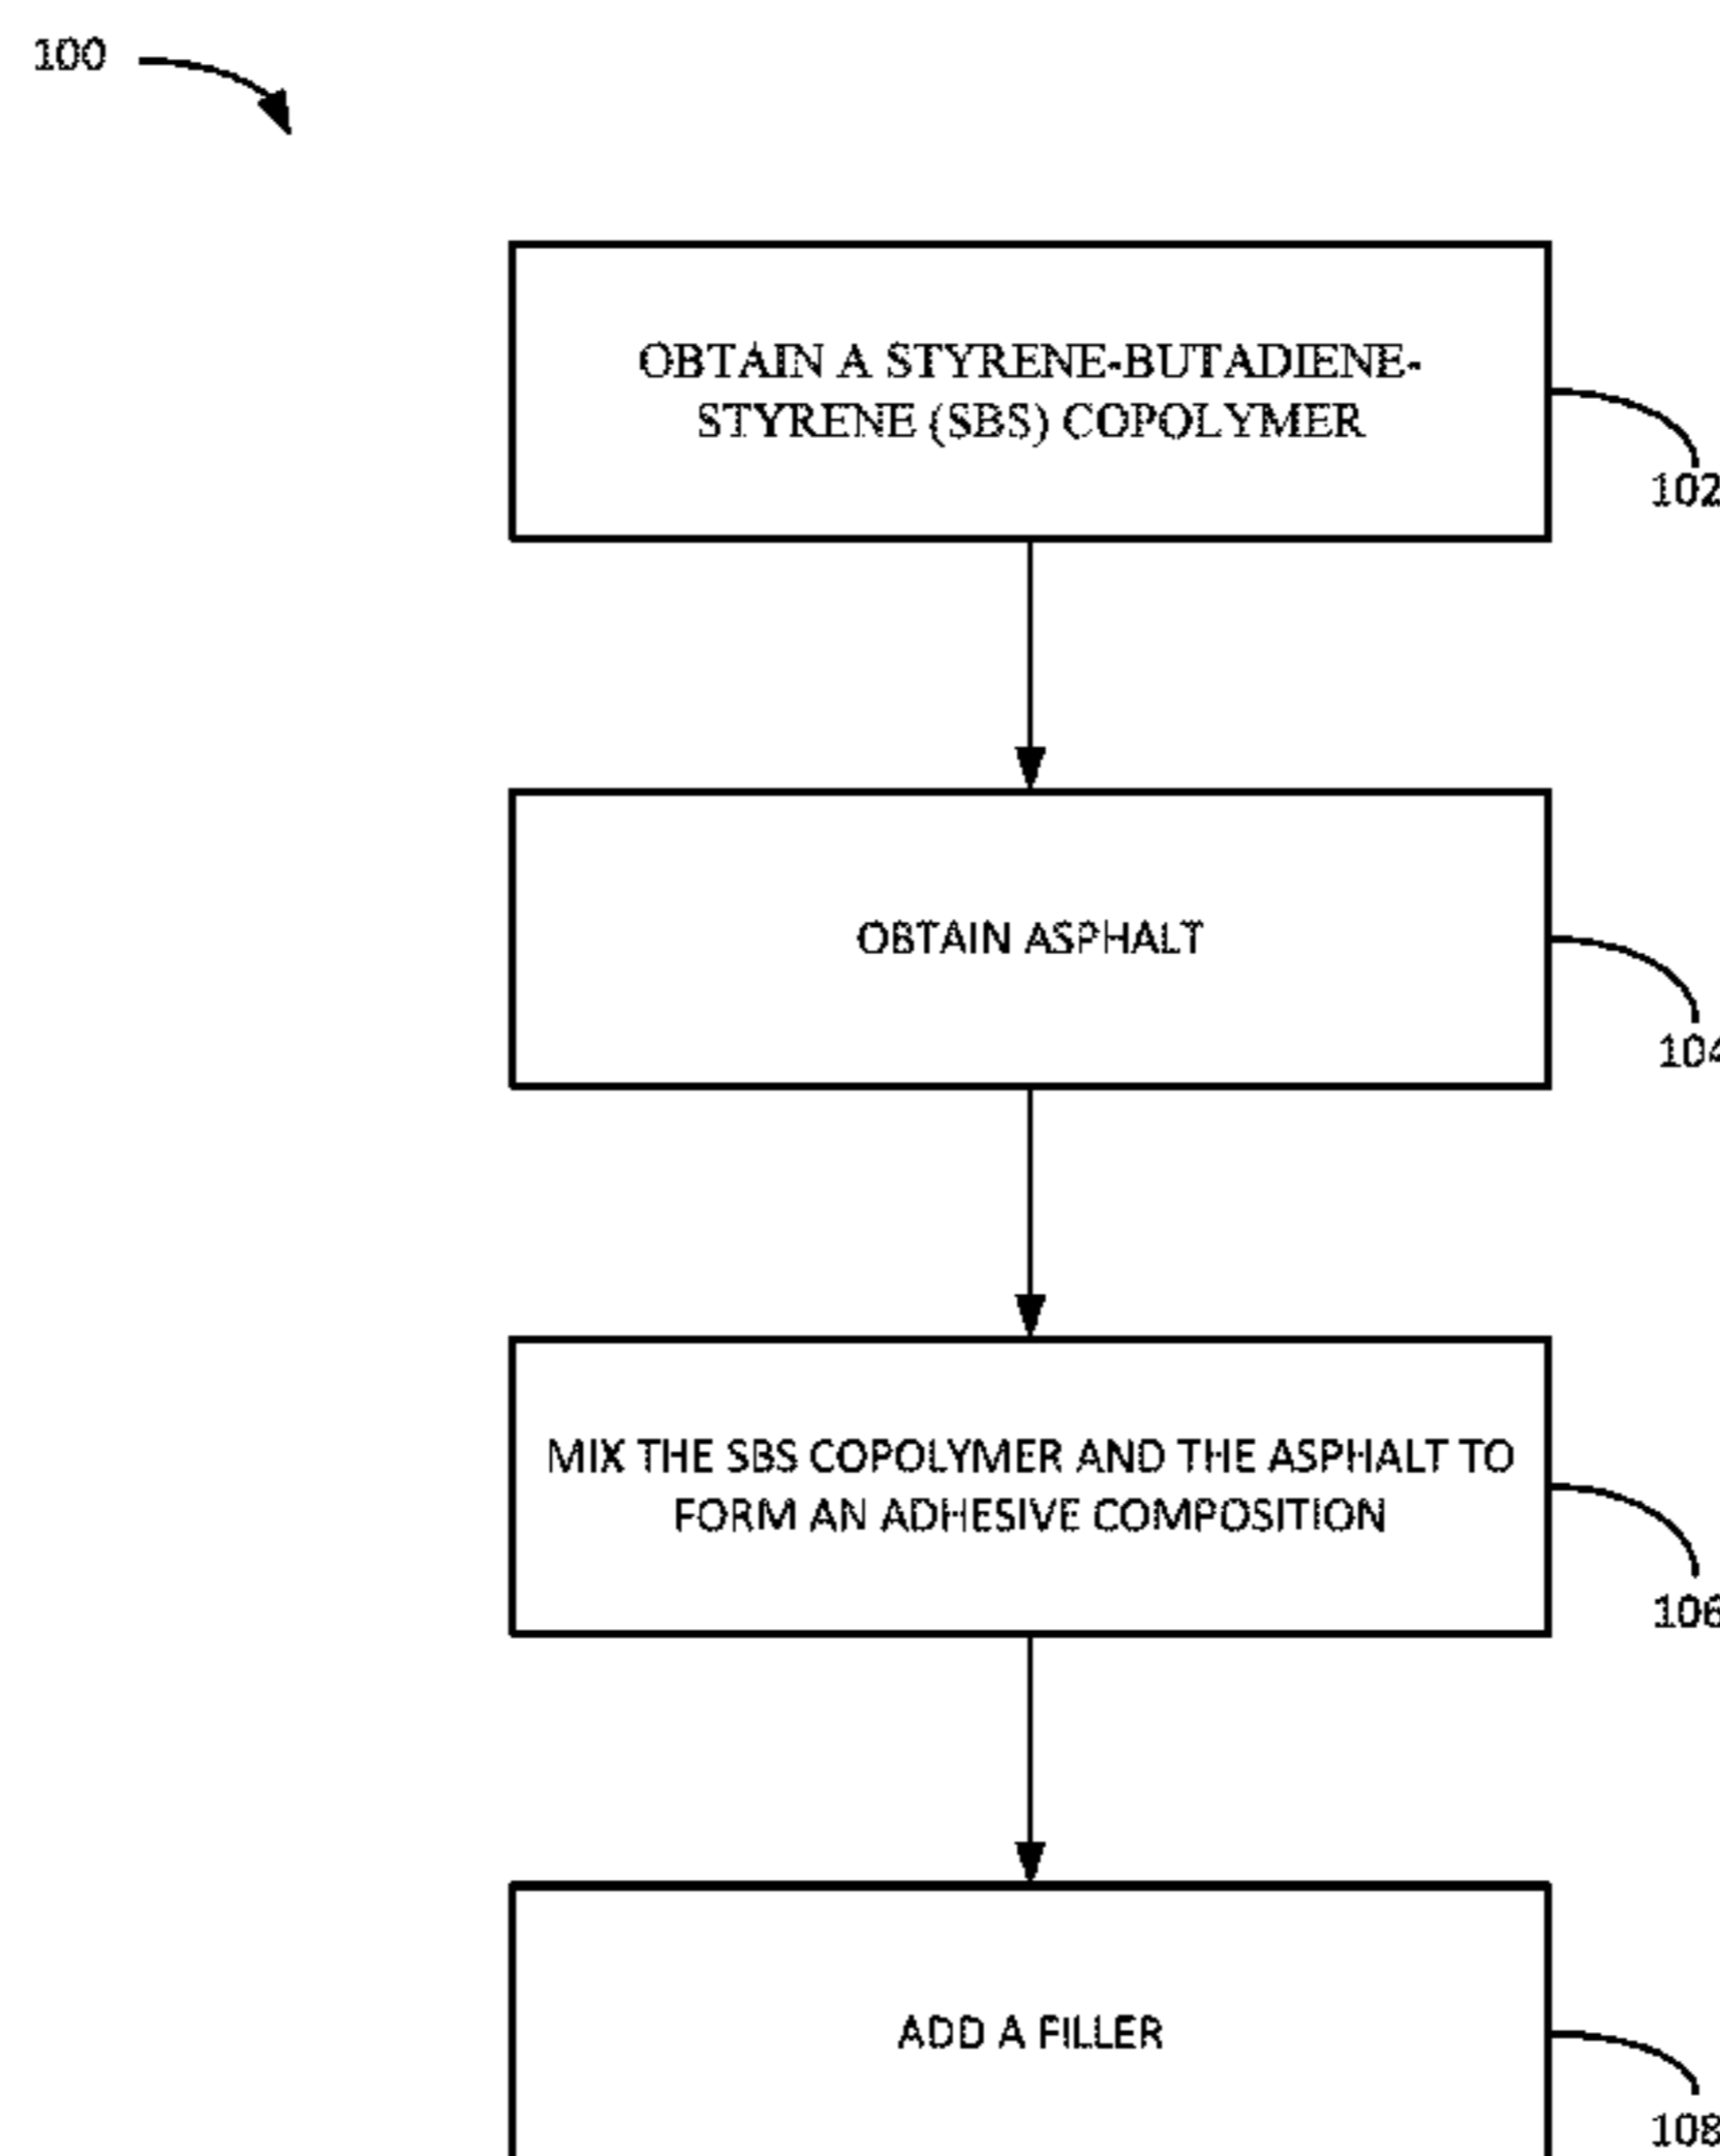 100
OBTAIN A STYRENE-BUTADIENE-
STYRENE (SBS) COPOLYMER
102
OBTAIN ASPHALT
104
MIX THE SBS COPOLYMER AND THE ASPHALT TO
FORM AN ADHESIVE COMPOSITION
106
ADD A FILLER
108